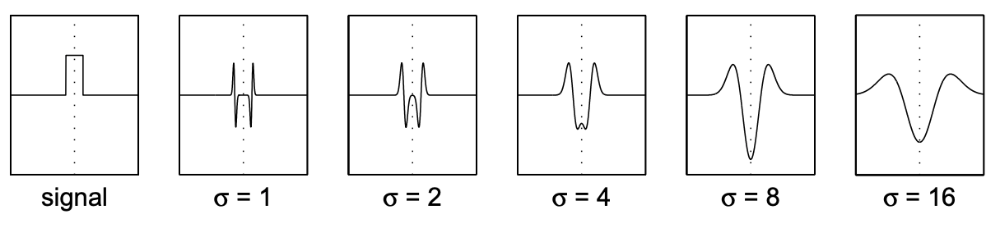 signal
σ = 1
σ = 2
σ = 4
σ = 8
σ = 16